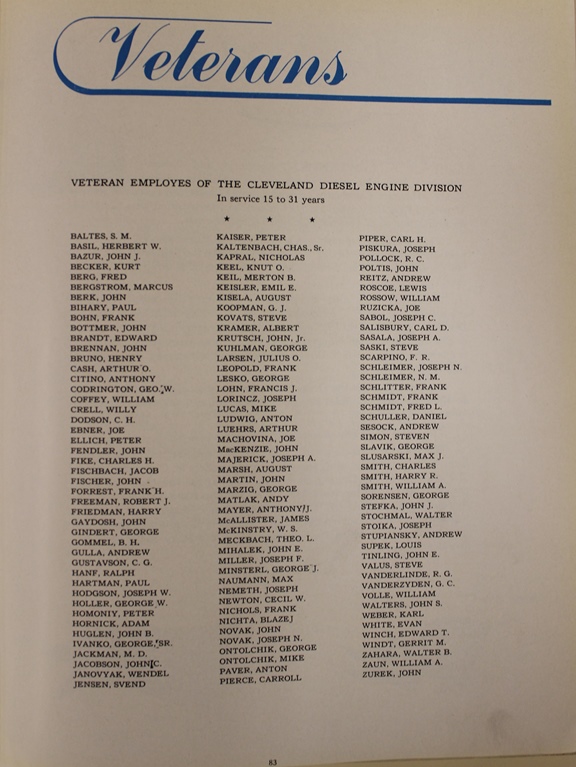 Veterans
VETERAN EMPLOYES OF THE CLEVELAND DIESEL ENGINE DIVISION
In service 15 to 31 years
★ ★ ★
BALTES, S. M.
BASIL, HERBERT W.
BAZUR, JOHN J.
BECKER, KURT
BERG, FRED
BERGSTROM, MARCUS
BERK, JOHN
BIHARY, PAUL
BOHN, FRANK
BOTTMER, JOHN
BRANDT, EDWARD
BRENNAN, JOHN
BRUNO, HENRY
CASH, ARTHUR O.
CITINO, ANTHONY
CODRINGTON, GEO. W.
COFFEY, WILLIAM
CRELL, WILLY
DODSON, C. H.
EBNER, JOE
ELLICH, PETER
FENDLER, JOHN
FIKE, CHARLES H.
FISCHBACH, JACOB
FISCHER, JOHN
FORREST, FRANK H.
FREEMAN, ROBERT J.
FRIEDMAN, HARRY
GAYDOSH, JOHN
GINDERT, GEORGE
GOMMEL, B. H.
GULLA, ANDREW
GUSTAVSON, C. G.
HANF, RALPH
HARTMAN, PAUL
HODGSON, JOSEPH W.
HOLLER, GEORGE W.
HOMONIY, PETER
HORNICK, ADAM
HUGLEN, JOHN B.
IVANKO, GEORGE, SR.
JACKMAN, M. D.
JACOBSON, JOHN C.
JANOVYAK, WENDEL
JENSEN, SVEND
KAISER, PETER
KALTENBACH, CHAS., Sr.
KAPRAL, NICHOLAS
KEEL, KNUT O.
KEIL, MERTON B.
KEISLER, EMIL E.
KISELA, AUGUST
KOOPMAN, G. J.
KOVATS, STEVE
KRAMER, ALBERT
KRUTSCH, JOHN, Jr.
KUHLMAN, GEORGE
LARSEN, JULIUS O.
LEOPOLD, FRANK
LESKO, GEORGE
LOHN, FRANCIS J.
LORINCZ, JOSEPH
LUCAS, MIKE
LUDWIG, ANTON
LUEHRS, ARTHUR
MACHOVINA, JOE
MacKENZIE, JOHN
MAJERICK, JOSEPH A.
MARSH, AUGUST
MARTIN, JOHN
MARZIG, GEORGE
MATLAK, ANDY
MAYER, ANTHONY J.
McALLISTER, JAMES
McKINSTRY, W. S.
MECKBACH, THEO. L.
MIHALEK, JOHN E.
MILLER, JOSEPH F.
MINSTERL, GEORGE J.
NAUMANN, MAX
NEMETH, JOSEPH
NEWTON, CECIL W.
NICHOLS, FRANK
NICHTA, BLAZEJ
NOVAK, JOHN
NOVAK, JOSEPH N.
ONTOLCHIK, GEORGE
ONTOLCHIK, MIKE
PAVER, ANTON
PIERCE, CARROLL
PIPER, CARL H.
PISKURA, JOSEPH
POLLOCK, R. C.
POLTIS, JOHN
REITZ, ANDREW
ROSCOE, LEWIS
ROSSOW, WILLIAM
RUZICKA, JOE
SABOL, JOSEPH C.
SALISBURY, CARL D.
SASALA, JOSEPH A.
SASKI, STEVE
SCARPINO, F. R.
SCHLEIMER, JOSEPH N.
SCHLEIMER, N. M.
SCHLITTER, FRANK
SCHMIDT, FRANK
SCHMIDT, FRED L.
SCHULLER, DANIEL
SESOCK, ANDREW
SIMON, STEVEN
SLAVIK, GEORGE
SLUSARSKI, MAX J.
SMITH, CHARLES
SMITH, HARRY R.
SMITH, WILLIAM A.
SORENSEN, GEORGE
STEFKA, JOHN J.
STOCHMAL, WALTER
STOIKA, JOSEPH
STUPIANSKY, ANDREW
SUPEK, LOUIS
TINLING, JOHN E.
VALUS, STEVE
VANDERLINDE, R. G.
VANDERZYDEN, G. C.
VOLLE, WILLIAM
WALTERS, JOHN S.
WEBER, KARL
WHITE, EVAN
WINCH, EDWARD T.
WINDT, GERRIT M.
ZAHARA, WALTER B.
ZAUN, WILLIAM A.
ZUREK, JOHN
83